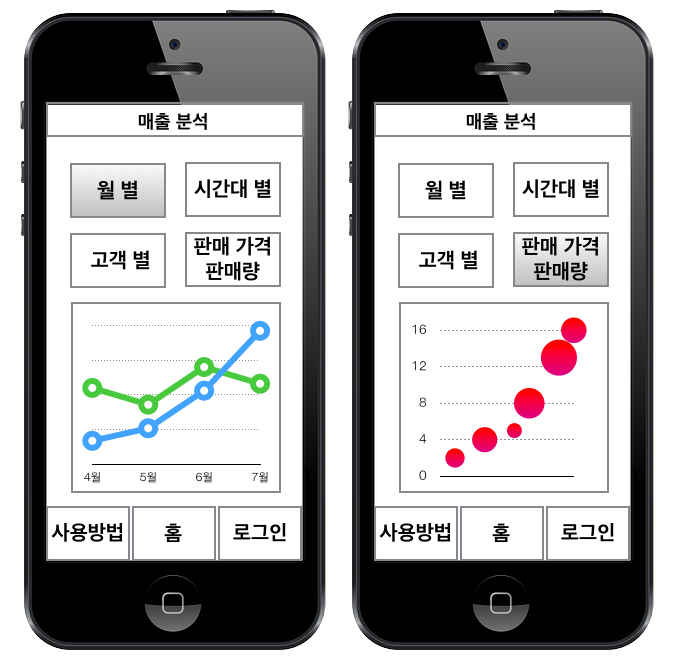 매출 분석
월 별
시간대 별
고객 별
판매 가격
판매량
4월 5월 6월 7월
사용방법 홈 로그인
매출 분석
월 별
시간대 별
고객 별
판매 가격
판매량
16
12
8
4
0
사용방법 홈 로그인